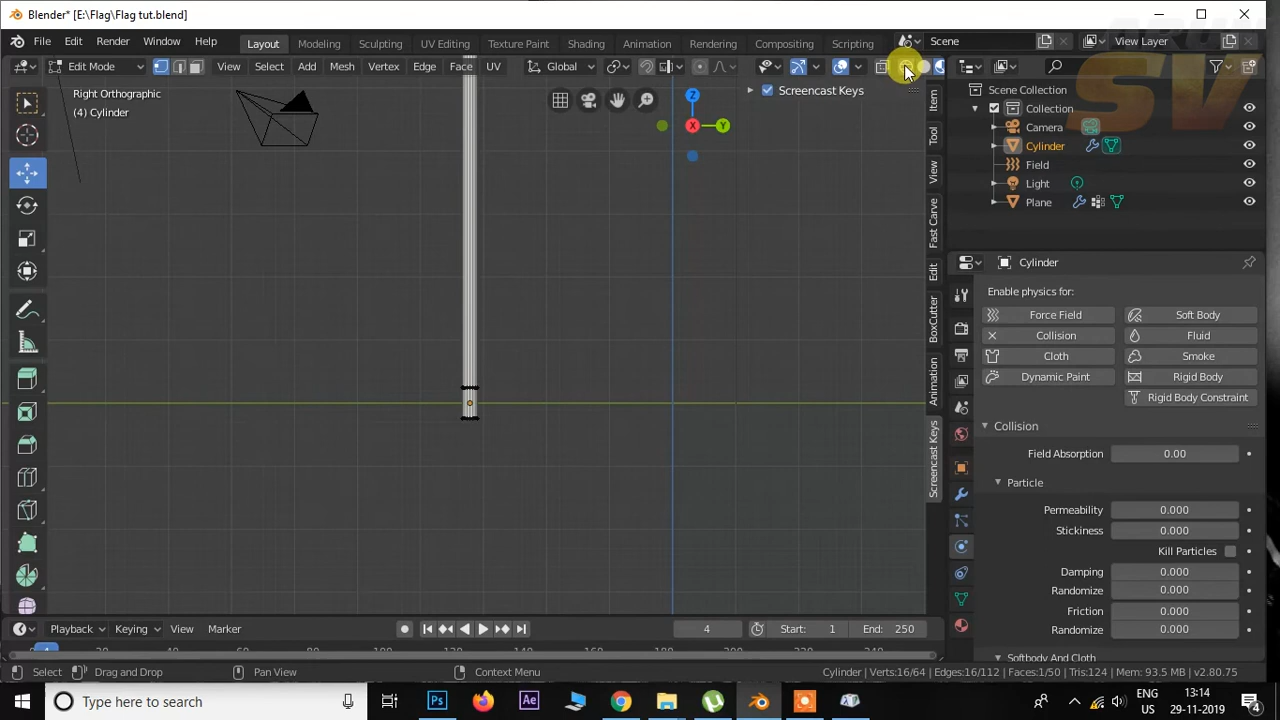 Blender* [E:\Flag\Flag tut.blend]
File Edit Render Window Help Layout Modeling Sculpting UV Editing Texture Paint Shading Animation Rendering Compositing Scripting Scene View Layer
Edit Mode View Select Add Mesh Vertex Edge Face UV Global
Right Orthographic
(4) Cylinder
Screencast Keys
Z
X
Y
Item
Tool
View
Fast Carve
Edit
BoxCutter
Animation
Screencast Keys
Scene Collection
Collection
Camera
Cylinder
Field
Light
Plane
SV
Cylinder
Enable physics for:
Force Field Soft Body
Collision Fluid
Cloth Smoke
Dynamic Paint Rigid Body
Rigid Body Constraint
Collision
Field Absorption 0.00
Particle
Permeability 0.000
Stickiness 0.000
Kill Particles
Damping 0.000
Randomize 0.000
Friction 0.000
Randomize 0.000
Softbody And Cloth
Playback Keying View Marker 4 Start: 1 End: 250
Select Drag and Drop Pan View Context Menu Cylinder | Verts:16/64 | Edges:16/112 | Faces:1/50 | Tris:124 | Mem: 93.5 MB | v2.80.75
Type here to search
Ps Ae
ENG
US
13:14
29-11-2019
4